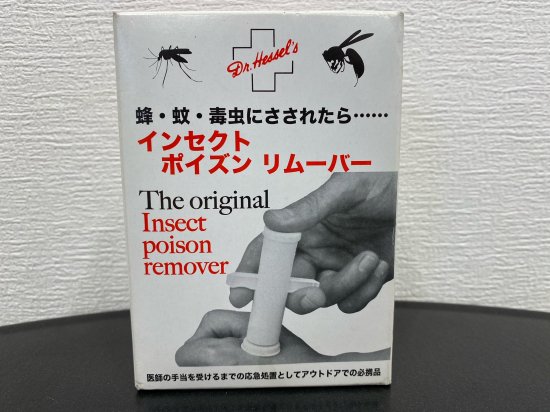 Dr. Hessel's
蜂・蚊・毒虫にさされたら……
インセクト
ポイズン リムーバー
The original
Insect
poison
remover
医師の手当を受けるまでの応急処置としてアウトドアでの必携品